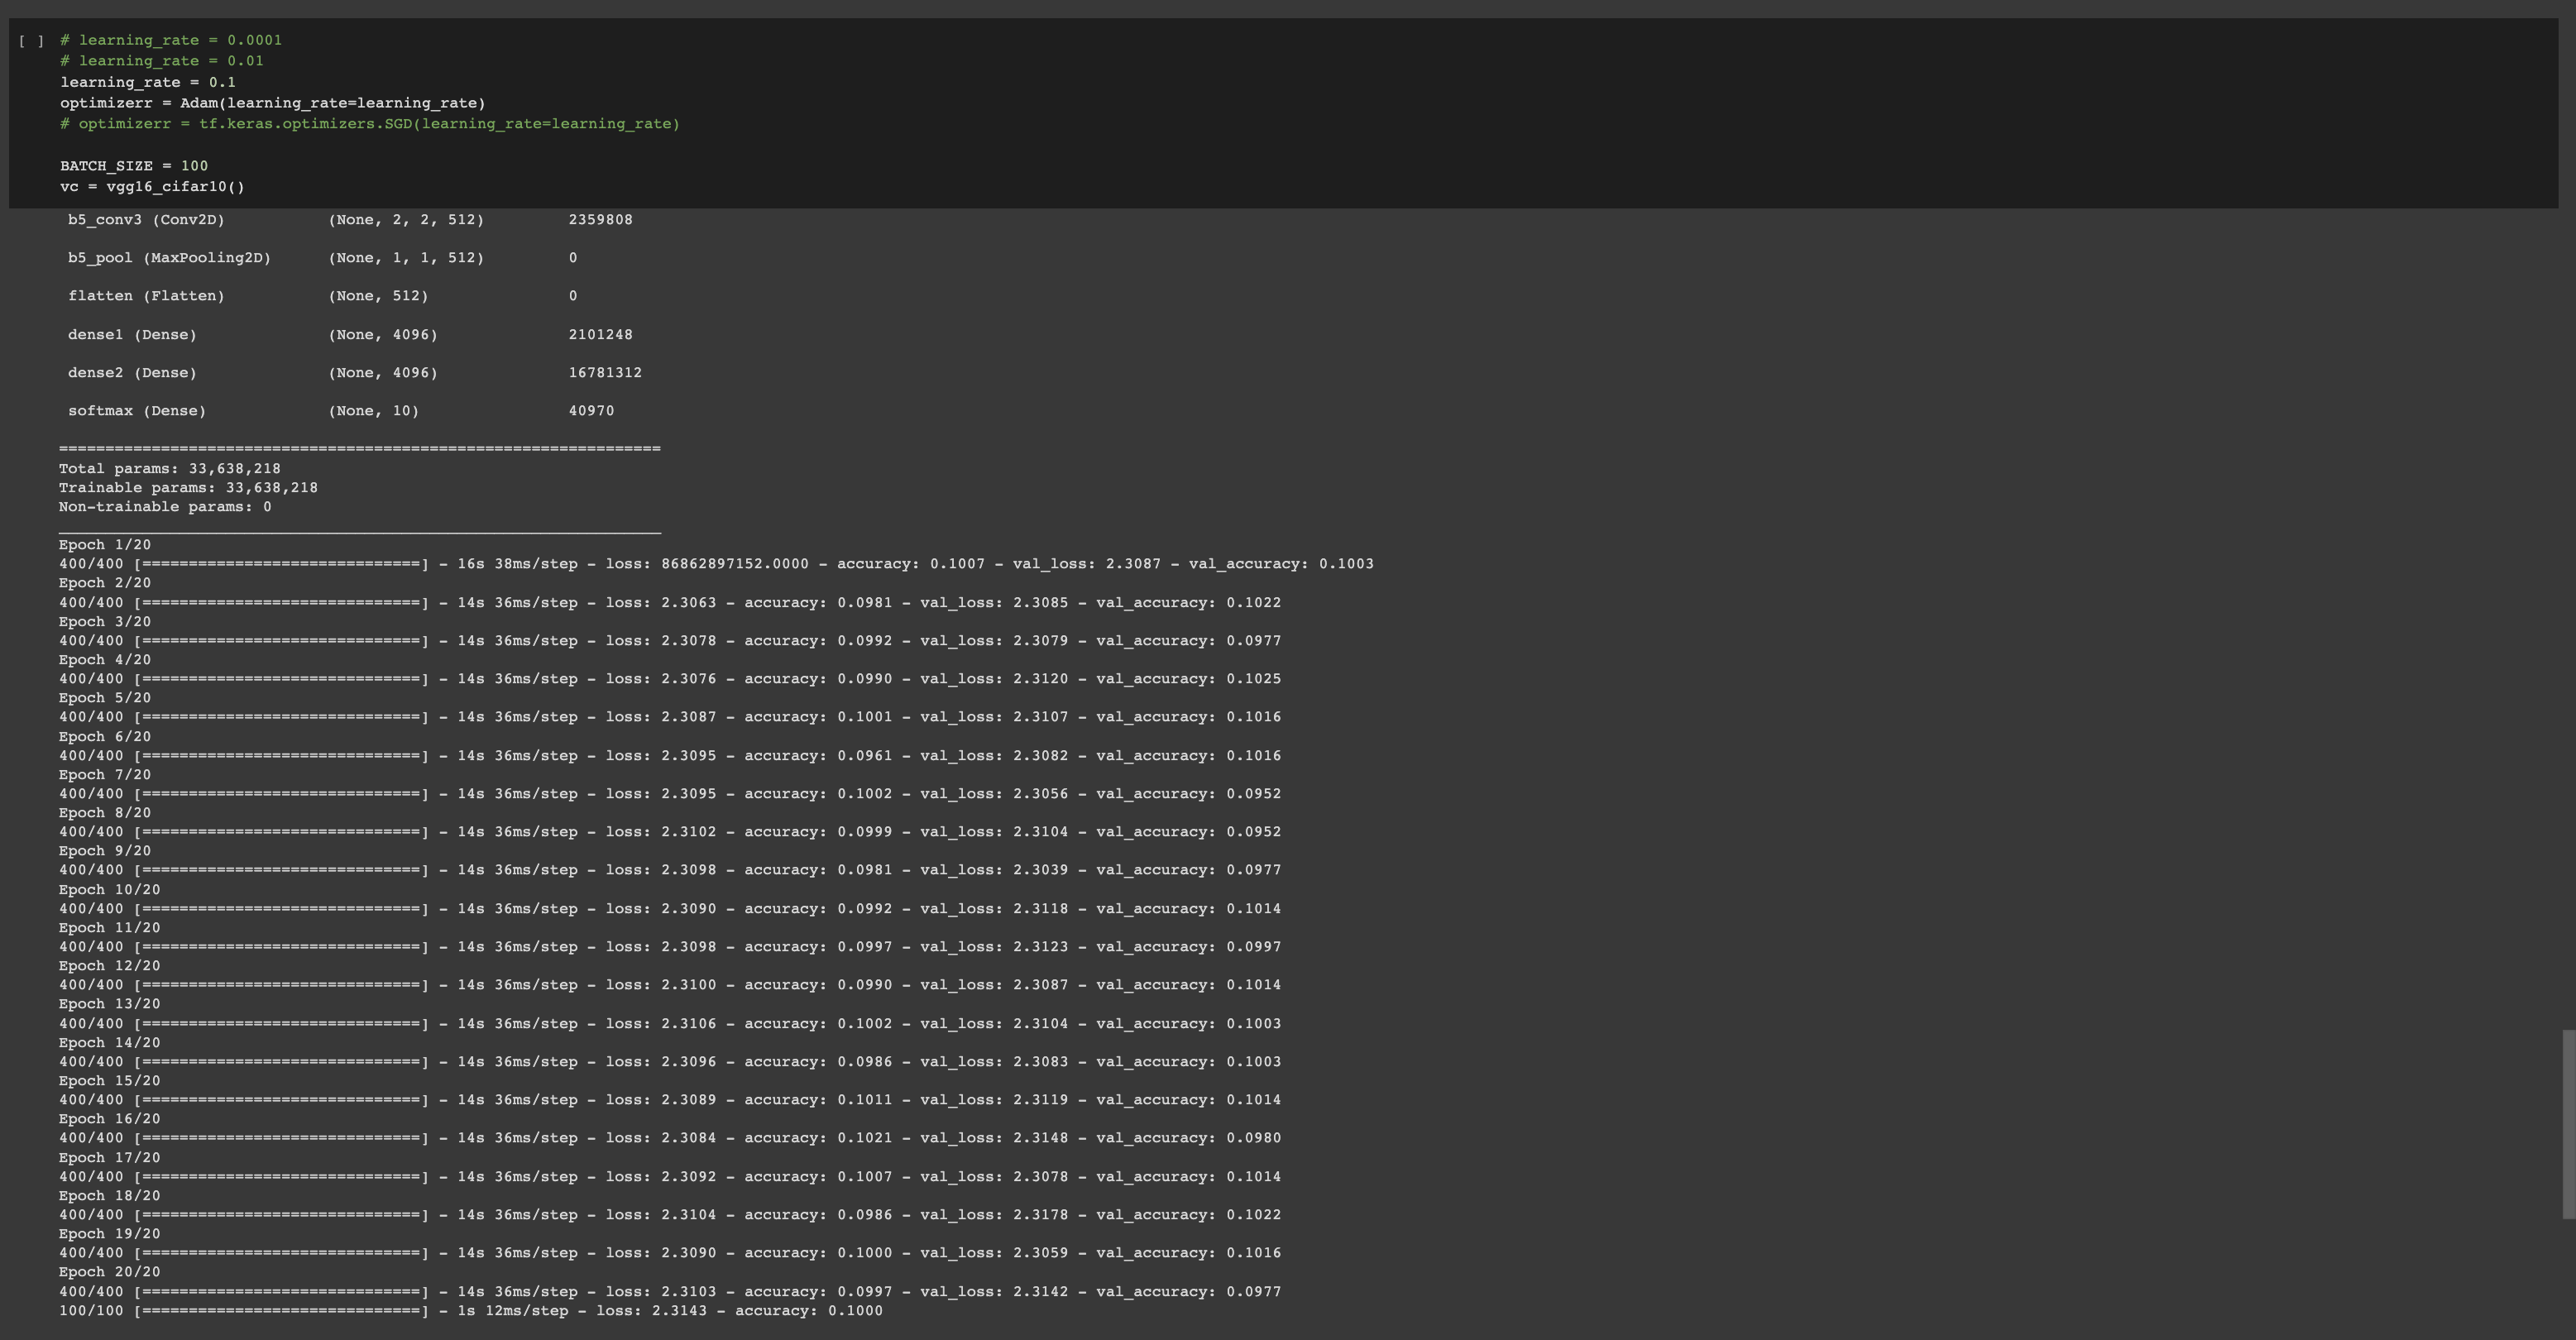 [ ] # learning_rate = 0.0001
# learning_rate = 0.01
learning_rate = 0.1
optimizerr = Adam(learning_rate=learning_rate)
# optimizerr = tf.keras.optimizers.SGD(learning_rate=learning_rate)
BATCH_SIZE = 100
vc = vgg16_cifar10()
b5_conv3 (Conv2D) (None, 2, 2, 512) 2359808
b5_pool (MaxPooling2D) (None, 1, 1, 512) 0
flatten (Flatten) (None, 512) 0
dense1 (Dense) (None, 4096) 2101248
dense2 (Dense) (None, 4096) 16781312
softmax (Dense) (None, 10) 40970
=================================================================
Total params: 33,638,218
Trainable params: 33,638,218
Non-trainable params: 0
_________________________________________________________________
Epoch 1/20
400/400 [==============================] - 16s 38ms/step - loss: 86862897152.0000 - accuracy: 0.1007 - val_loss: 2.3087 - val_accuracy: 0.1003
Epoch 2/20
400/400 [==============================] - 14s 36ms/step - loss: 2.3063 - accuracy: 0.0981 - val_loss: 2.3085 - val_accuracy: 0.1022
Epoch 3/20
400/400 [==============================] - 14s 36ms/step - loss: 2.3078 - accuracy: 0.0992 - val_loss: 2.3079 - val_accuracy: 0.0977
Epoch 4/20
400/400 [==============================] - 14s 36ms/step - loss: 2.3076 - accuracy: 0.0990 - val_loss: 2.3120 - val_accuracy: 0.1025
Epoch 5/20
400/400 [==============================] - 14s 36ms/step - loss: 2.3087 - accuracy: 0.1001 - val_loss: 2.3107 - val_accuracy: 0.1016
Epoch 6/20
400/400 [==============================] - 14s 36ms/step - loss: 2.3095 - accuracy: 0.0961 - val_loss: 2.3082 - val_accuracy: 0.1016
Epoch 7/20
400/400 [==============================] - 14s 36ms/step - loss: 2.3095 - accuracy: 0.1002 - val_loss: 2.3056 - val_accuracy: 0.0952
Epoch 8/20
400/400 [==============================] - 14s 36ms/step - loss: 2.3102 - accuracy: 0.0999 - val_loss: 2.3104 - val_accuracy: 0.0952
Epoch 9/20
400/400 [==============================] - 14s 36ms/step - loss: 2.3098 - accuracy: 0.0981 - val_loss: 2.3039 - val_accuracy: 0.0977
Epoch 10/20
400/400 [==============================] - 14s 36ms/step - loss: 2.3090 - accuracy: 0.0992 - val_loss: 2.3118 - val_accuracy: 0.1014
Epoch 11/20
400/400 [==============================] - 14s 36ms/step - loss: 2.3098 - accuracy: 0.0997 - val_loss: 2.3123 - val_accuracy: 0.0997
Epoch 12/20
400/400 [==============================] - 14s 36ms/step - loss: 2.3100 - accuracy: 0.0990 - val_loss: 2.3087 - val_accuracy: 0.1014
Epoch 13/20
400/400 [==============================] - 14s 36ms/step - loss: 2.3106 - accuracy: 0.1002 - val_loss: 2.3104 - val_accuracy: 0.1003
Epoch 14/20
400/400 [==============================] - 14s 36ms/step - loss: 2.3096 - accuracy: 0.0986 - val_loss: 2.3083 - val_accuracy: 0.1003
Epoch 15/20
400/400 [==============================] - 14s 36ms/step - loss: 2.3089 - accuracy: 0.1011 - val_loss: 2.3119 - val_accuracy: 0.1014
Epoch 16/20
400/400 [==============================] - 14s 36ms/step - loss: 2.3084 - accuracy: 0.1021 - val_loss: 2.3148 - val_accuracy: 0.0980
Epoch 17/20
400/400 [==============================] - 14s 36ms/step - loss: 2.3092 - accuracy: 0.1007 - val_loss: 2.3078 - val_accuracy: 0.1014
Epoch 18/20
400/400 [==============================] - 14s 36ms/step - loss: 2.3104 - accuracy: 0.0986 - val_loss: 2.3178 - val_accuracy: 0.1022
Epoch 19/20
400/400 [==============================] - 14s 36ms/step - loss: 2.3090 - accuracy: 0.1000 - val_loss: 2.3059 - val_accuracy: 0.1016
Epoch 20/20
400/400 [==============================] - 14s 36ms/step - loss: 2.3103 - accuracy: 0.0997 - val_loss: 2.3142 - val_accuracy: 0.0977
100/100 [==============================] - 1s 12ms/step - loss: 2.3143 - accuracy: 0.1000